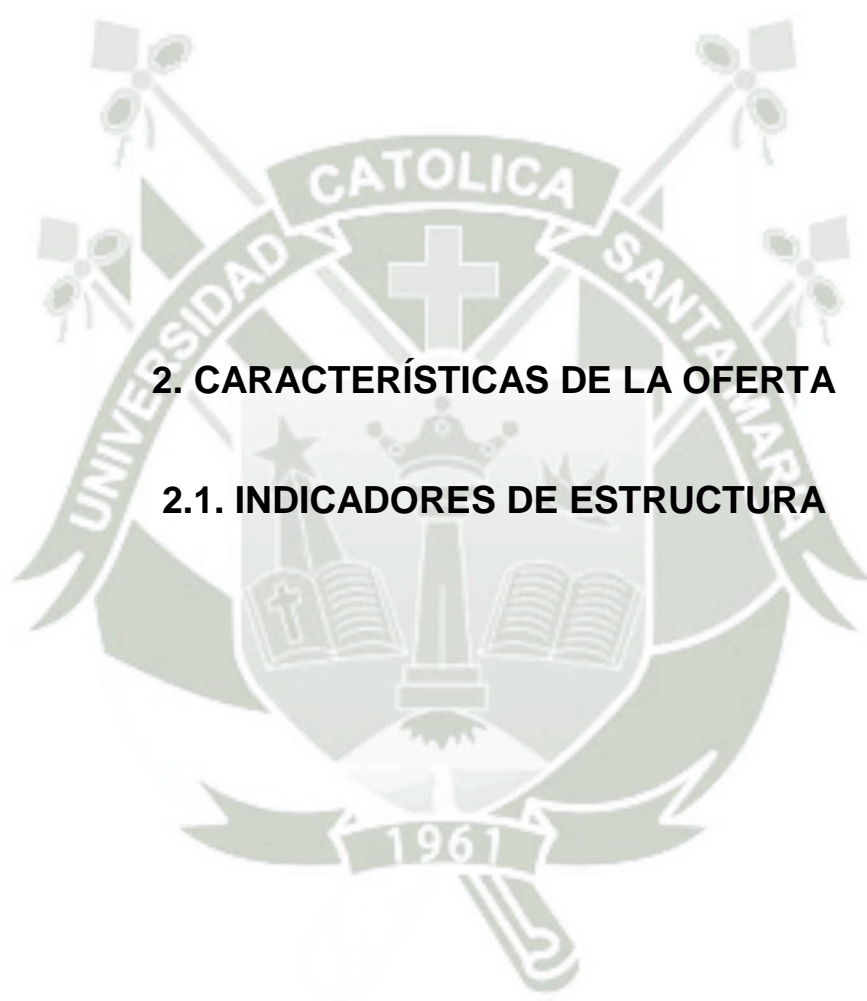 CATOLICA
UNIVERSIDAD
SANTA MARIA
2. CARACTERÍSTICAS DE LA OFERTA
2.1. INDICADORES DE ESTRUCTURA
1961